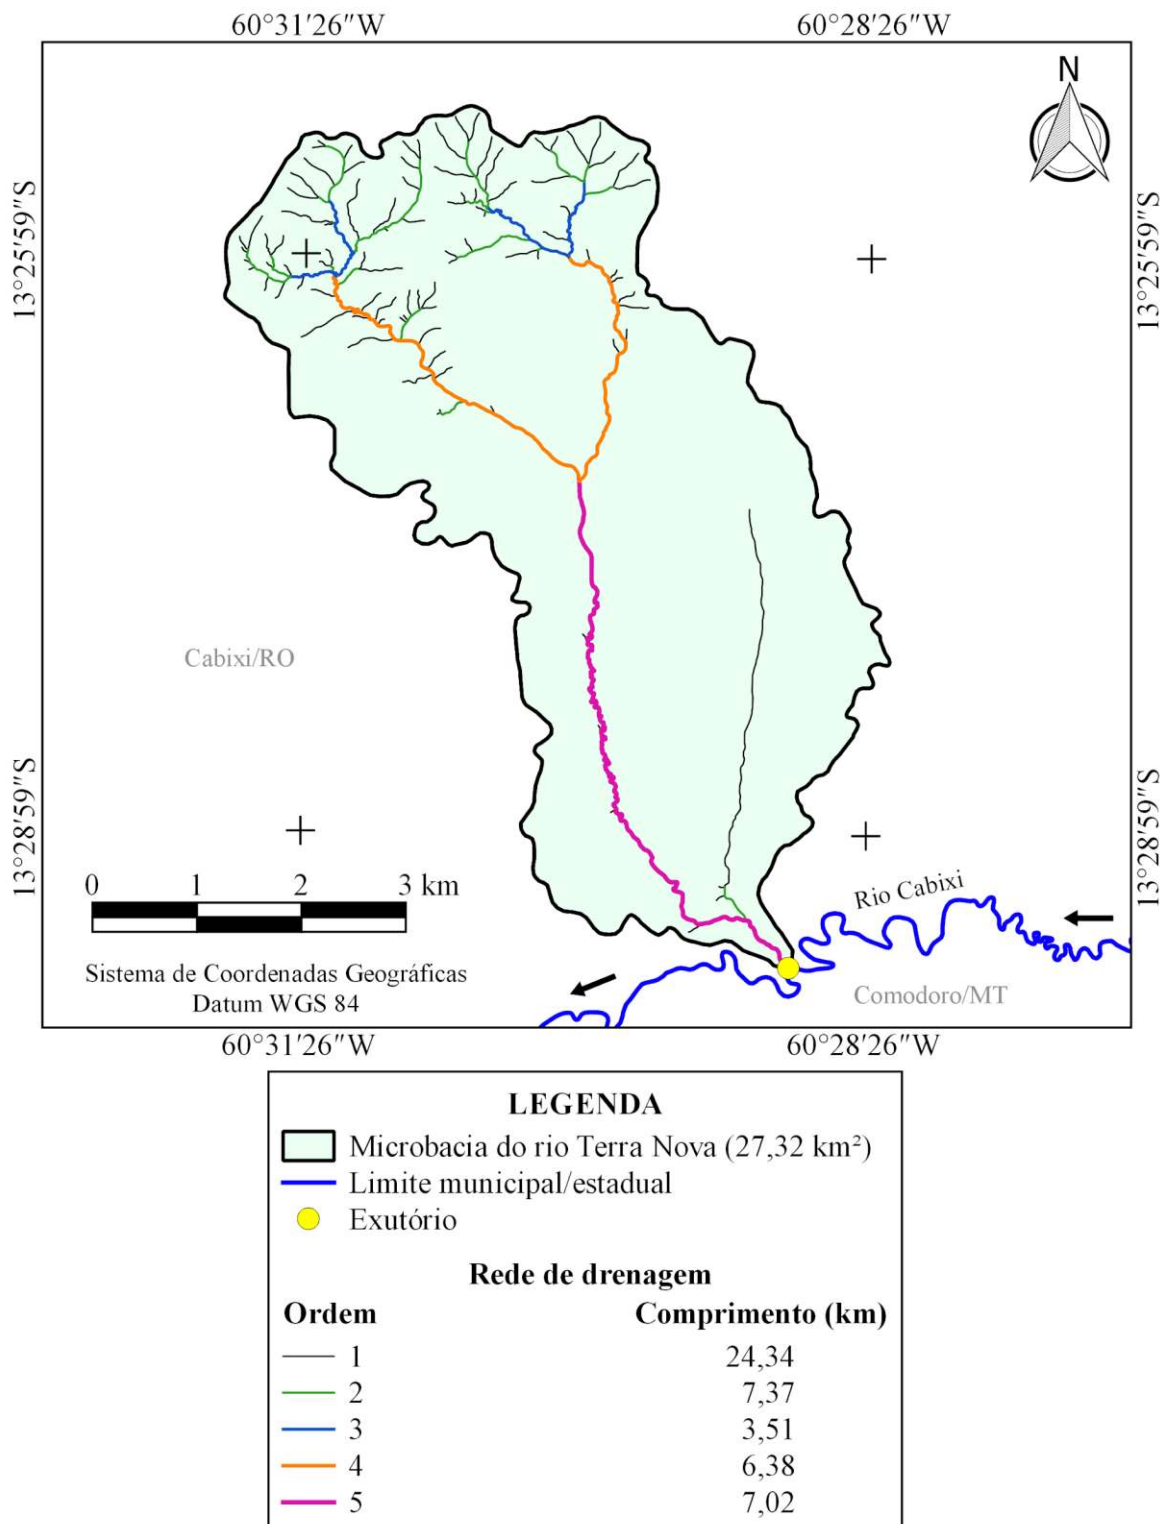 60°31'26"W 60°28'26"W
N
13°25'59"S
13°25'59"S
Cabixi/RO
13°28'59"S
13°28'59"S
0 1 2 3 km
Rio Cabixi
Sistema de Coordenadas Geográficas
Datum WGS 84
Comodoro/MT
60°31'26"W 60°28'26"W
LEGENDA
Microbacia do rio Terra Nova (27,32 km²)
Limite municipal/estadual
Exutório
Rede de drenagem
Ordem Comprimento (km)
1 24,34
2 7,37
3 3,51
4 6,38
5 7,02